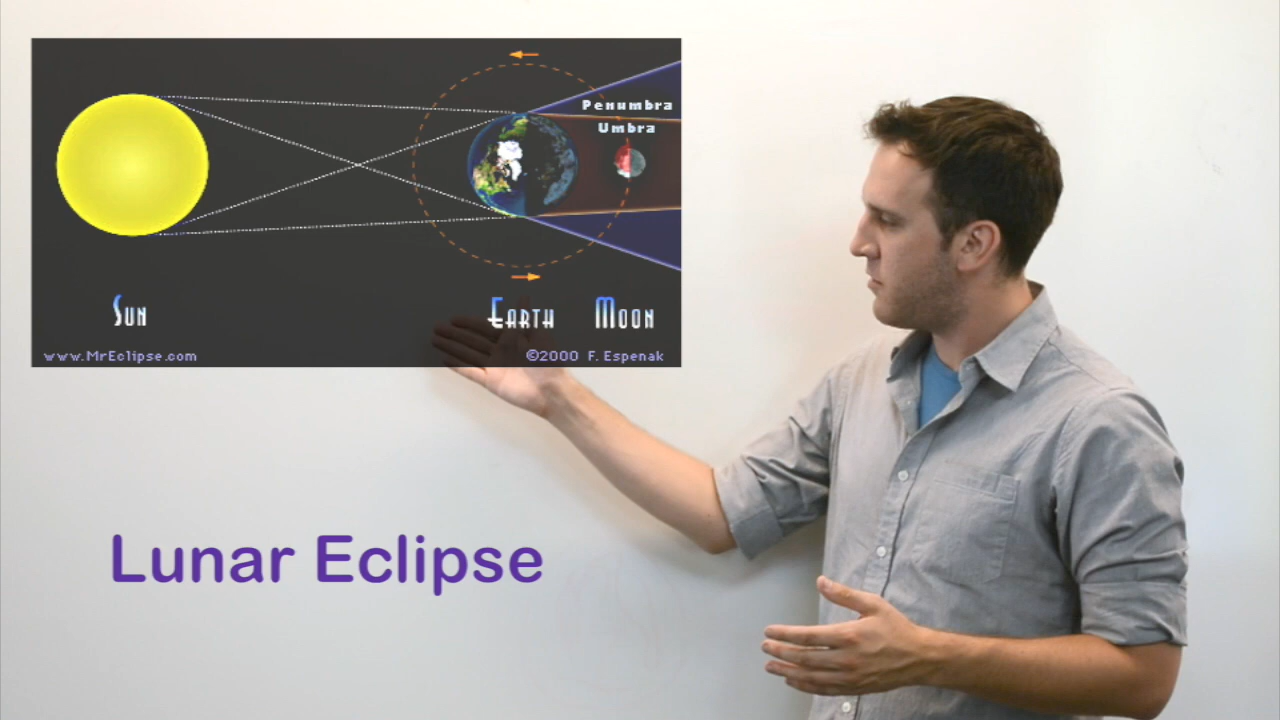 Penumbra
Umbra
Sun
Earth
Moon
www.MrEclipse.com
©2000 F. Espenak
Lunar Eclipse